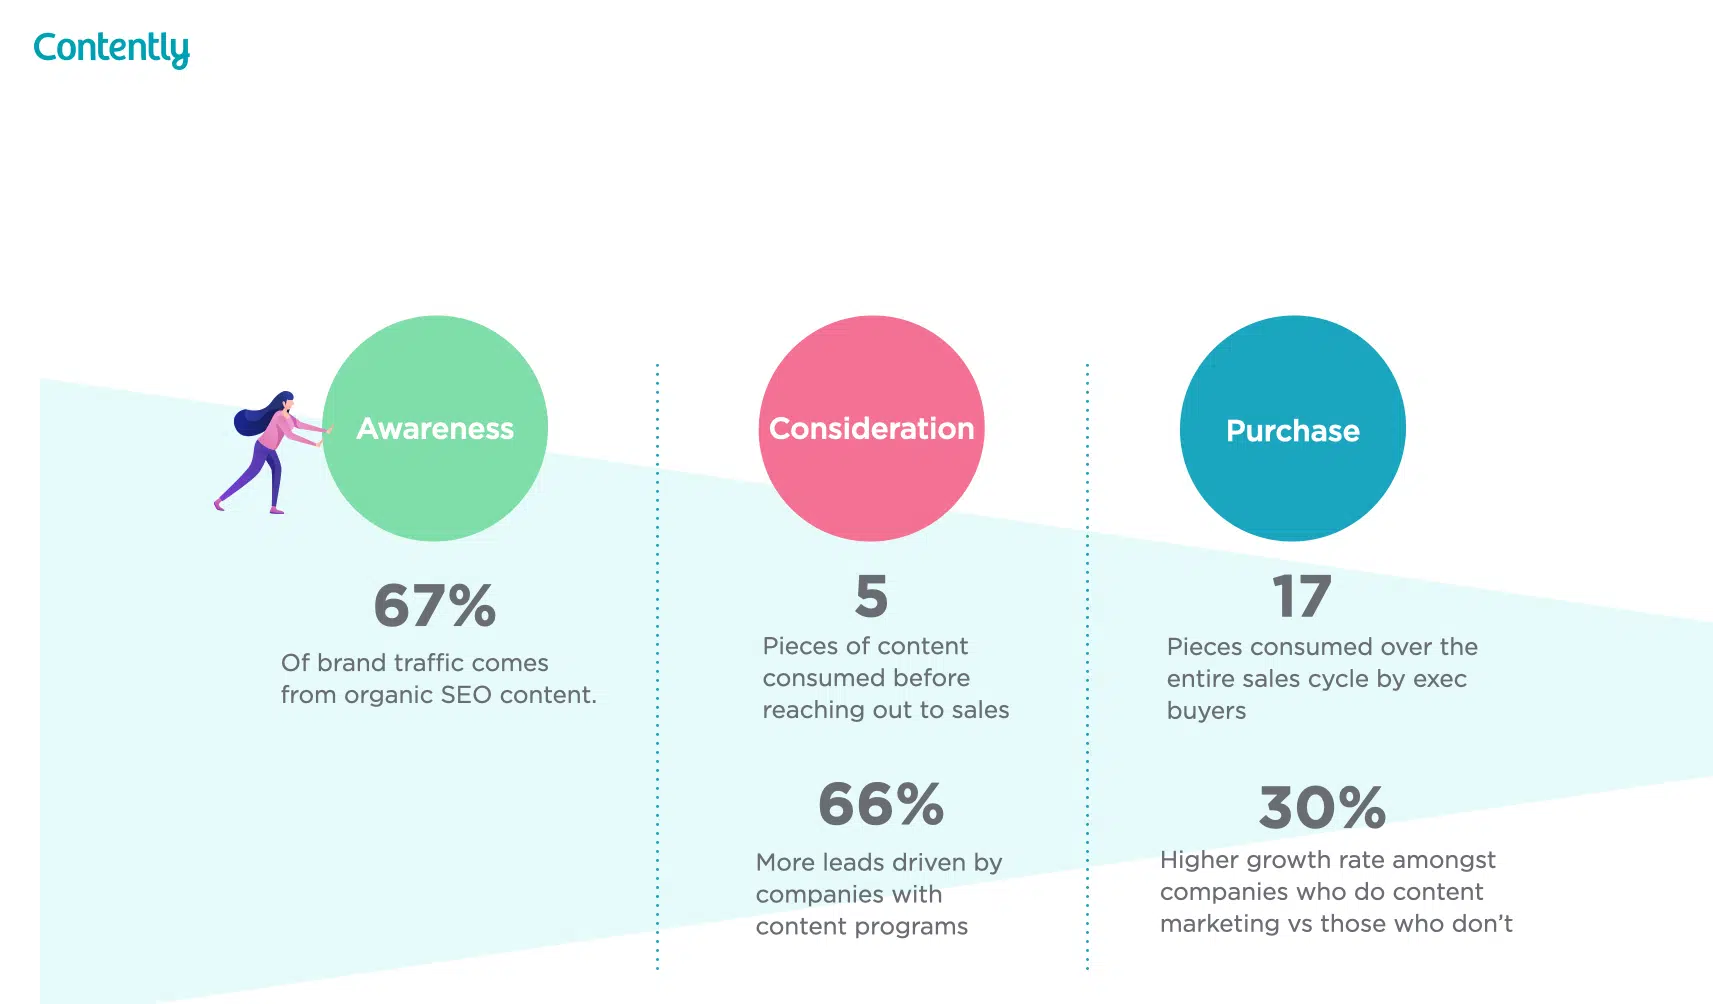 Contently
Awareness
67%
Of brand traffic comes
from organic SEO content.
Consideration
5
Pieces of content
consumed before
reaching out to sales
66%
More leads driven by
companies with
content programs
Purchase
17
Pieces consumed over the
entire sales cycle by exec
buyers
30%
Higher growth rate amongst
companies who do content
marketing vs those who don’t